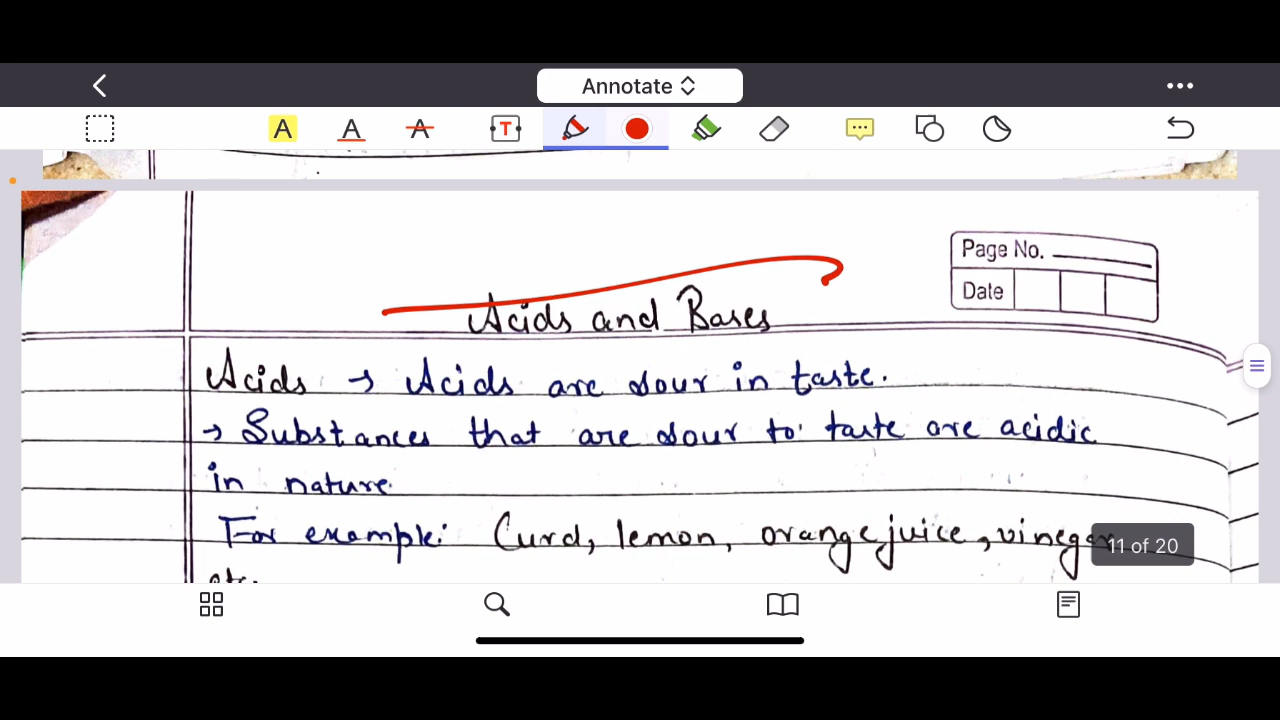 Annotate
A A A T
Page No.
Date
Acids and Bases
Acids → Acids are sour in taste.
→ Substances that are sour to taste are acidic
in nature.
For example: Curd, lemon, orange juice, vinegar
11 of 20
etc.